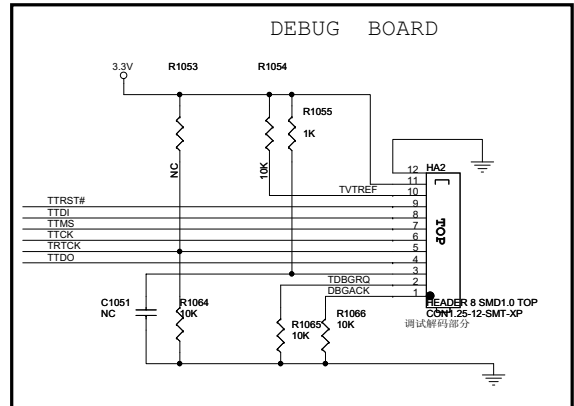 DEBUG BOARD
3.3V
R1053
R1054
R1055
1K
NC
10K
12
HA2
11
TVTREF
10
TTRST#
9
TTDI
8
TTMS
7
TTCK
6
TRTCK
5
TTDO
4
TOP
3
TDBGRQ
2
DBGACK
1
C1051
NC
R1064
10K
R1065
10K
R1066
10K
HEADER 8 SMD1.0 TOP
CON1.25-12-SMT-XP
调试解码部分